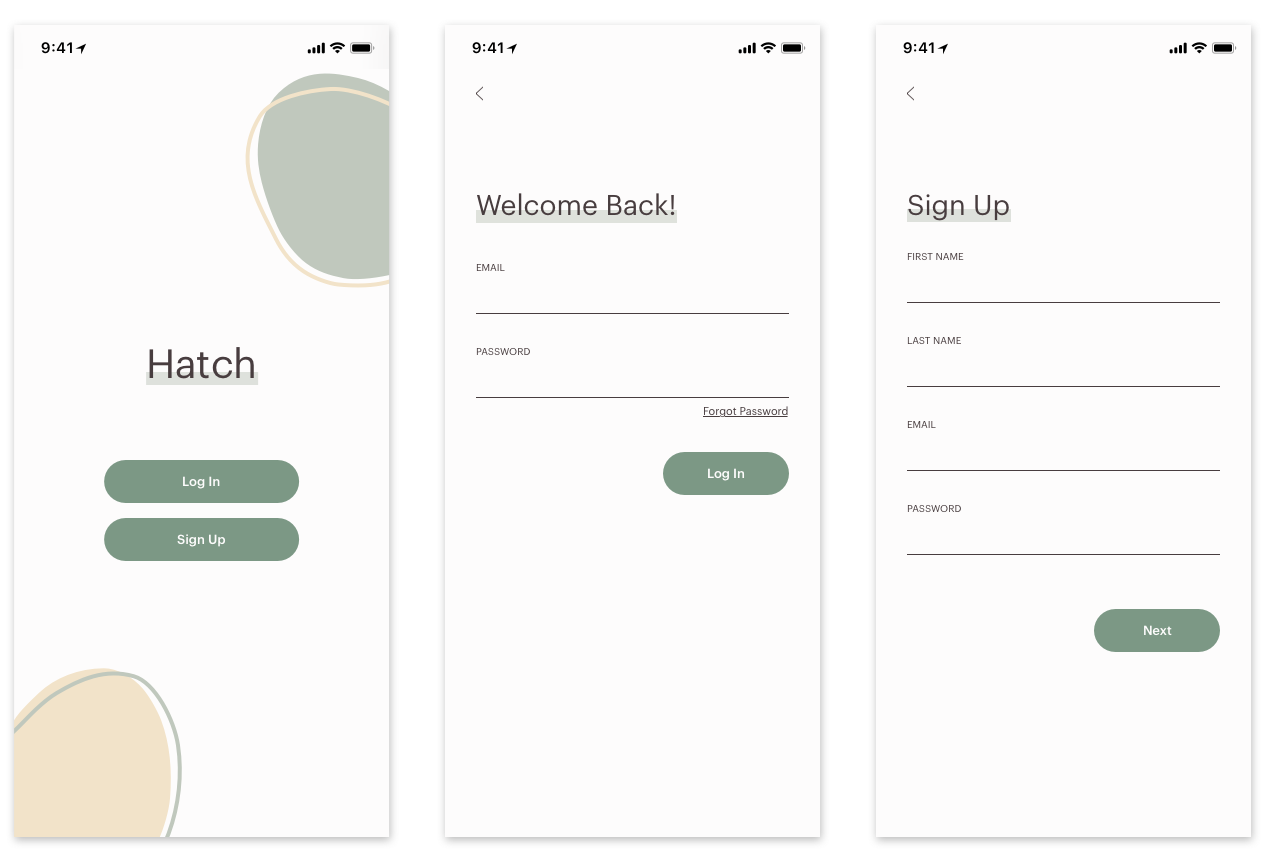 9:41
Hatch
Log In
Sign Up
9:41
Welcome Back!
EMAIL
PASSWORD
Forgot Password
Log In
9:41
Sign Up
FIRST NAME
LAST NAME
EMAIL
PASSWORD
Next